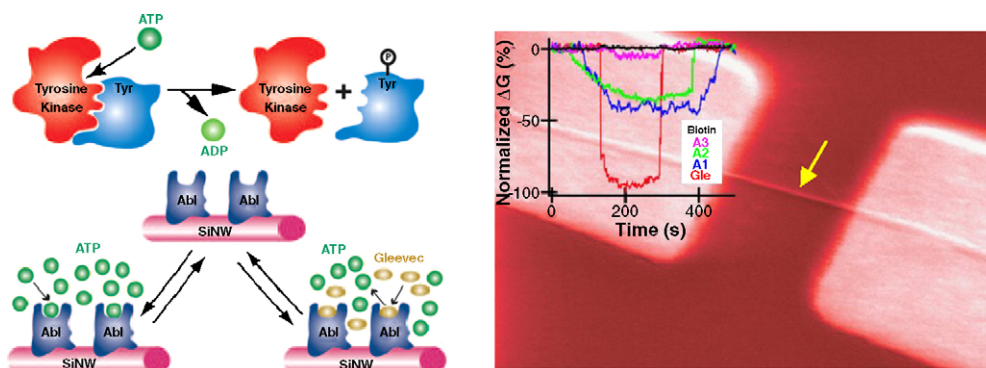 ATP
Tyrosine
Kinase
Tyr
ADP
Tyrosine
Kinase
+
P
Tyr
Abl
Abl
SiNW
ATP
Abl
Abl
SiNW
ATP
Gleevec
Abl
Abl
SiNW
Normalized ΔG (%)
0
-50
-100
0
200
400
Time (s)
Biotin
A3
A2
A1
Gle